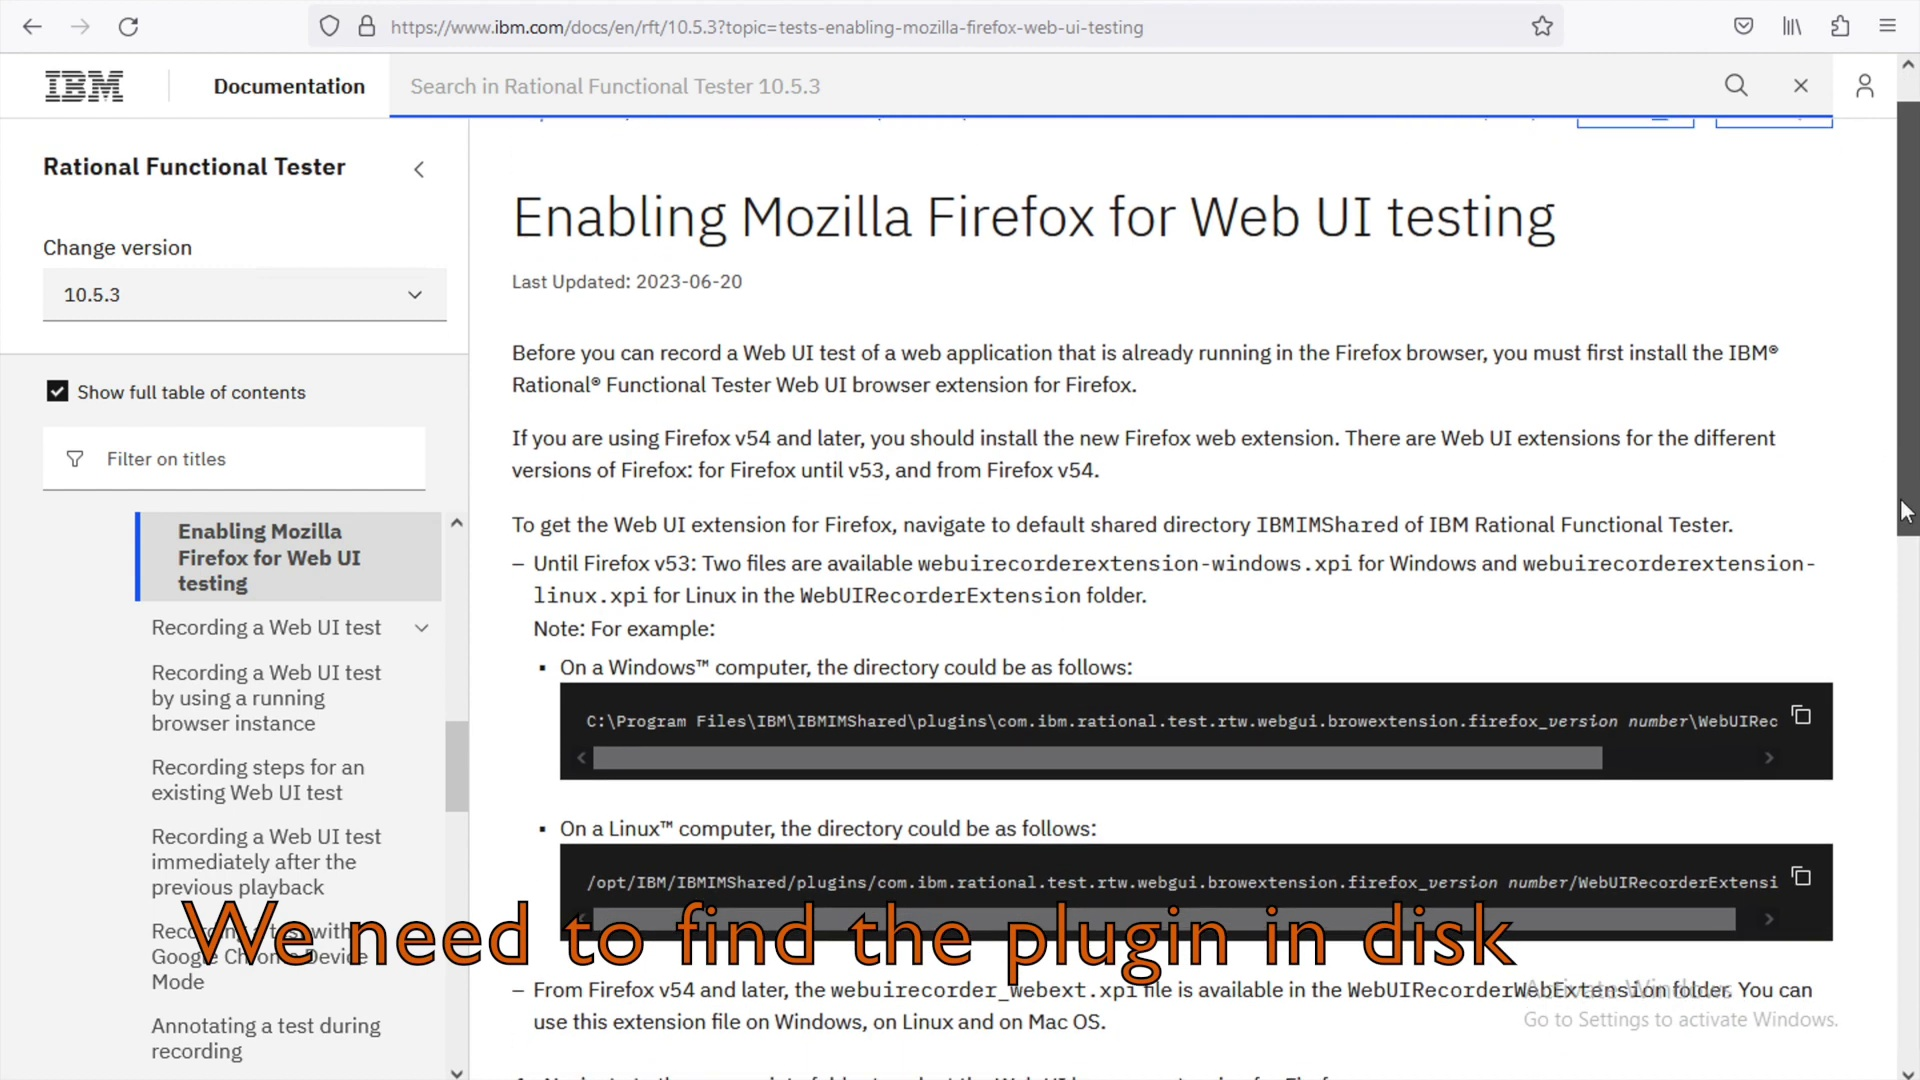 https://www.ibm.com/docs/en/rft/10.5.3?topic=tests-enabling-mozilla-firefox-web-ui-testing
IBM
Documentation
Search in Rational Functional Tester 10.5.3
Rational Functional Tester
Change version
10.5.3
Show full table of contents
Filter on titles
Enabling Mozilla
Firefox for Web UI
testing
Recording a Web UI test
Recording a Web UI test
by using a running
browser instance
Recording steps for an
existing Web UI test
Recording a Web UI test
immediately after the
previous playback
Recording a test with
Google Chrome Device
Mode
Annotating a test during
recording
Enabling Mozilla Firefox for Web UI testing
Last Updated: 2023-06-20
Before you can record a Web UI test of a web application that is already running in the Firefox browser, you must first install the IBM®
Rational® Functional Tester Web UI browser extension for Firefox.
If you are using Firefox v54 and later, you should install the new Firefox web extension. There are Web UI extensions for the different
versions of Firefox: for Firefox until v53, and from Firefox v54.
To get the Web UI extension for Firefox, navigate to default shared directory IBMIMShared of IBM Rational Functional Tester.
– Until Firefox v53: Two files are available webuirecorderextension-windows.xpi for Windows and webuirecorderextension-
linux.xpi for Linux in the WebUIRecorderExtension folder.
Note: For example:
▪ On a Windows™ computer, the directory could be as follows:
C:\Program Files\IBM\IBMIMShared\plugins\com.ibm.rational.test.rtw.webgui.browextension.firefox_version number\WebUIRec
▪ On a Linux™ computer, the directory could be as follows:
/opt/IBM/IBMIMShared/plugins/com.ibm.rational.test.rtw.webgui.browextension.firefox_version number/WebUIRecorderExtensi
We need to find the plugin in disk
– From Firefox v54 and later, the webuirecorder_webext.xpi file is available in the WebUIRecorderWebExtension folder. You can
use this extension file on Windows, on Linux and on Mac OS.
Activate Windows
Go to Settings to activate Windows.